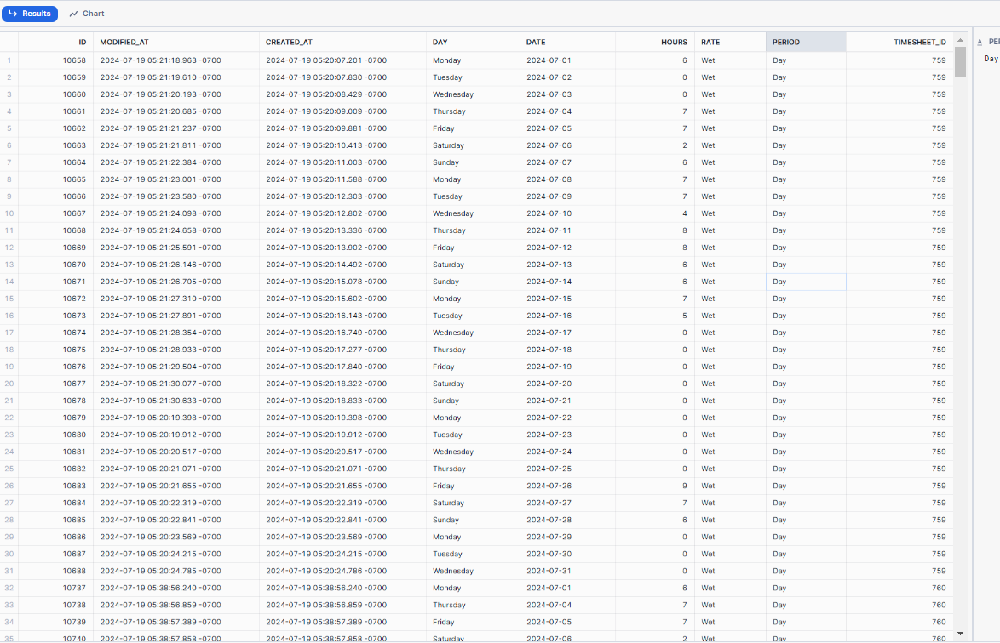 Results Chart
ID MODIFIED_AT CREATED_AT DAY DATE HOURS RATE PERIOD TIMESHEET_ID A PE
1 10658 2024-07-19 05:21:18.963 -0700 2024-07-19 05:20:07.201 -0700 Monday 2024-07-01 6 Wet Day 759 Day
2 10659 2024-07-19 05:21:19.610 -0700 2024-07-19 05:20:07.830 -0700 Tuesday 2024-07-02 0 Wet Day 759
3 10660 2024-07-19 05:21:20.193 -0700 2024-07-19 05:20:08.429 -0700 Wednesday 2024-07-03 0 Wet Day 759
4 10661 2024-07-19 05:21:20.685 -0700 2024-07-19 05:20:09.009 -0700 Thursday 2024-07-04 7 Wet Day 759
5 10662 2024-07-19 05:21:21.237 -0700 2024-07-19 05:20:09.881 -0700 Friday 2024-07-05 7 Wet Day 759
6 10663 2024-07-19 05:21:21.811 -0700 2024-07-19 05:20:10.413 -0700 Saturday 2024-07-06 2 Wet Day 759
7 10664 2024-07-19 05:21:22.384 -0700 2024-07-19 05:20:11.003 -0700 Sunday 2024-07-07 6 Wet Day 759
8 10665 2024-07-19 05:21:23.001 -0700 2024-07-19 05:20:11.588 -0700 Monday 2024-07-08 7 Wet Day 759
9 10666 2024-07-19 05:21:23.580 -0700 2024-07-19 05:20:12.303 -0700 Tuesday 2024-07-09 7 Wet Day 759
10 10667 2024-07-19 05:21:24.098 -0700 2024-07-19 05:20:12.802 -0700 Wednesday 2024-07-10 4 Wet Day 759
11 10668 2024-07-19 05:21:24.658 -0700 2024-07-19 05:20:13.336 -0700 Thursday 2024-07-11 8 Wet Day 759
12 10669 2024-07-19 05:21:25.591 -0700 2024-07-19 05:20:13.902 -0700 Friday 2024-07-12 8 Wet Day 759
13 10670 2024-07-19 05:21:26.146 -0700 2024-07-19 05:20:14.492 -0700 Saturday 2024-07-13 6 Wet Day 759
14 10671 2024-07-19 05:21:26.705 -0700 2024-07-19 05:20:15.078 -0700 Sunday 2024-07-14 6 Wet Day 759
15 10672 2024-07-19 05:21:27.310 -0700 2024-07-19 05:20:15.602 -0700 Monday 2024-07-15 7 Wet Day 759
16 10673 2024-07-19 05:21:27.891 -0700 2024-07-19 05:20:16.143 -0700 Tuesday 2024-07-16 5 Wet Day 759
17 10674 2024-07-19 05:21:28.354 -0700 2024-07-19 05:20:16.749 -0700 Wednesday 2024-07-17 0 Wet Day 759
18 10675 2024-07-19 05:21:28.933 -0700 2024-07-19 05:20:17.277 -0700 Thursday 2024-07-18 0 Wet Day 759
19 10676 2024-07-19 05:21:29.504 -0700 2024-07-19 05:20:17.840 -0700 Friday 2024-07-19 0 Wet Day 759
20 10677 2024-07-19 05:21:30.077 -0700 2024-07-19 05:20:18.322 -0700 Saturday 2024-07-20 0 Wet Day 759
21 10678 2024-07-19 05:21:30.633 -0700 2024-07-19 05:20:18.833 -0700 Sunday 2024-07-21 0 Wet Day 759
22 10679 2024-07-19 05:20:19.398 -0700 2024-07-19 05:20:19.398 -0700 Monday 2024-07-22 0 Wet Day 759
23 10680 2024-07-19 05:20:19.912 -0700 2024-07-19 05:20:19.912 -0700 Tuesday 2024-07-23 0 Wet Day 759
24 10681 2024-07-19 05:20:20.517 -0700 2024-07-19 05:20:20.517 -0700 Wednesday 2024-07-24 0 Wet Day 759
25 10682 2024-07-19 05:20:21.071 -0700 2024-07-19 05:20:21.071 -0700 Thursday 2024-07-25 0 Wet Day 759
26 10683 2024-07-19 05:20:21.655 -0700 2024-07-19 05:20:21.655 -0700 Friday 2024-07-26 9 Wet Day 759
27 10684 2024-07-19 05:20:22.319 -0700 2024-07-19 05:20:22.319 -0700 Saturday 2024-07-27 7 Wet Day 759
28 10685 2024-07-19 05:20:22.841 -0700 2024-07-19 05:20:22.841 -0700 Sunday 2024-07-28 6 Wet Day 759
29 10686 2024-07-19 05:20:23.569 -0700 2024-07-19 05:20:23.569 -0700 Monday 2024-07-29 0 Wet Day 759
30 10687 2024-07-19 05:20:24.215 -0700 2024-07-19 05:20:24.215 -0700 Tuesday 2024-07-30 0 Wet Day 759
31 10688 2024-07-19 05:20:24.785 -0700 2024-07-19 05:20:24.786 -0700 Wednesday 2024-07-31 0 Wet Day 759
32 10737 2024-07-19 05:38:56.240 -0700 2024-07-19 05:38:56.240 -0700 Monday 2024-07-01 6 Wet Day 760
33 10738 2024-07-19 05:38:56.859 -0700 2024-07-19 05:38:56.859 -0700 Thursday 2024-07-04 7 Wet Day 760
34 10739 2024-07-19 05:38:57.389 -0700 2024-07-19 05:38:57.389 -0700 Friday 2024-07-05 7 Wet Day 760
35 10740 2024-07-19 05:38:57.858 -0700 2024-07-19 05:38:57.858 -0700 Saturday 2024-07-06 2 Wet Day 760